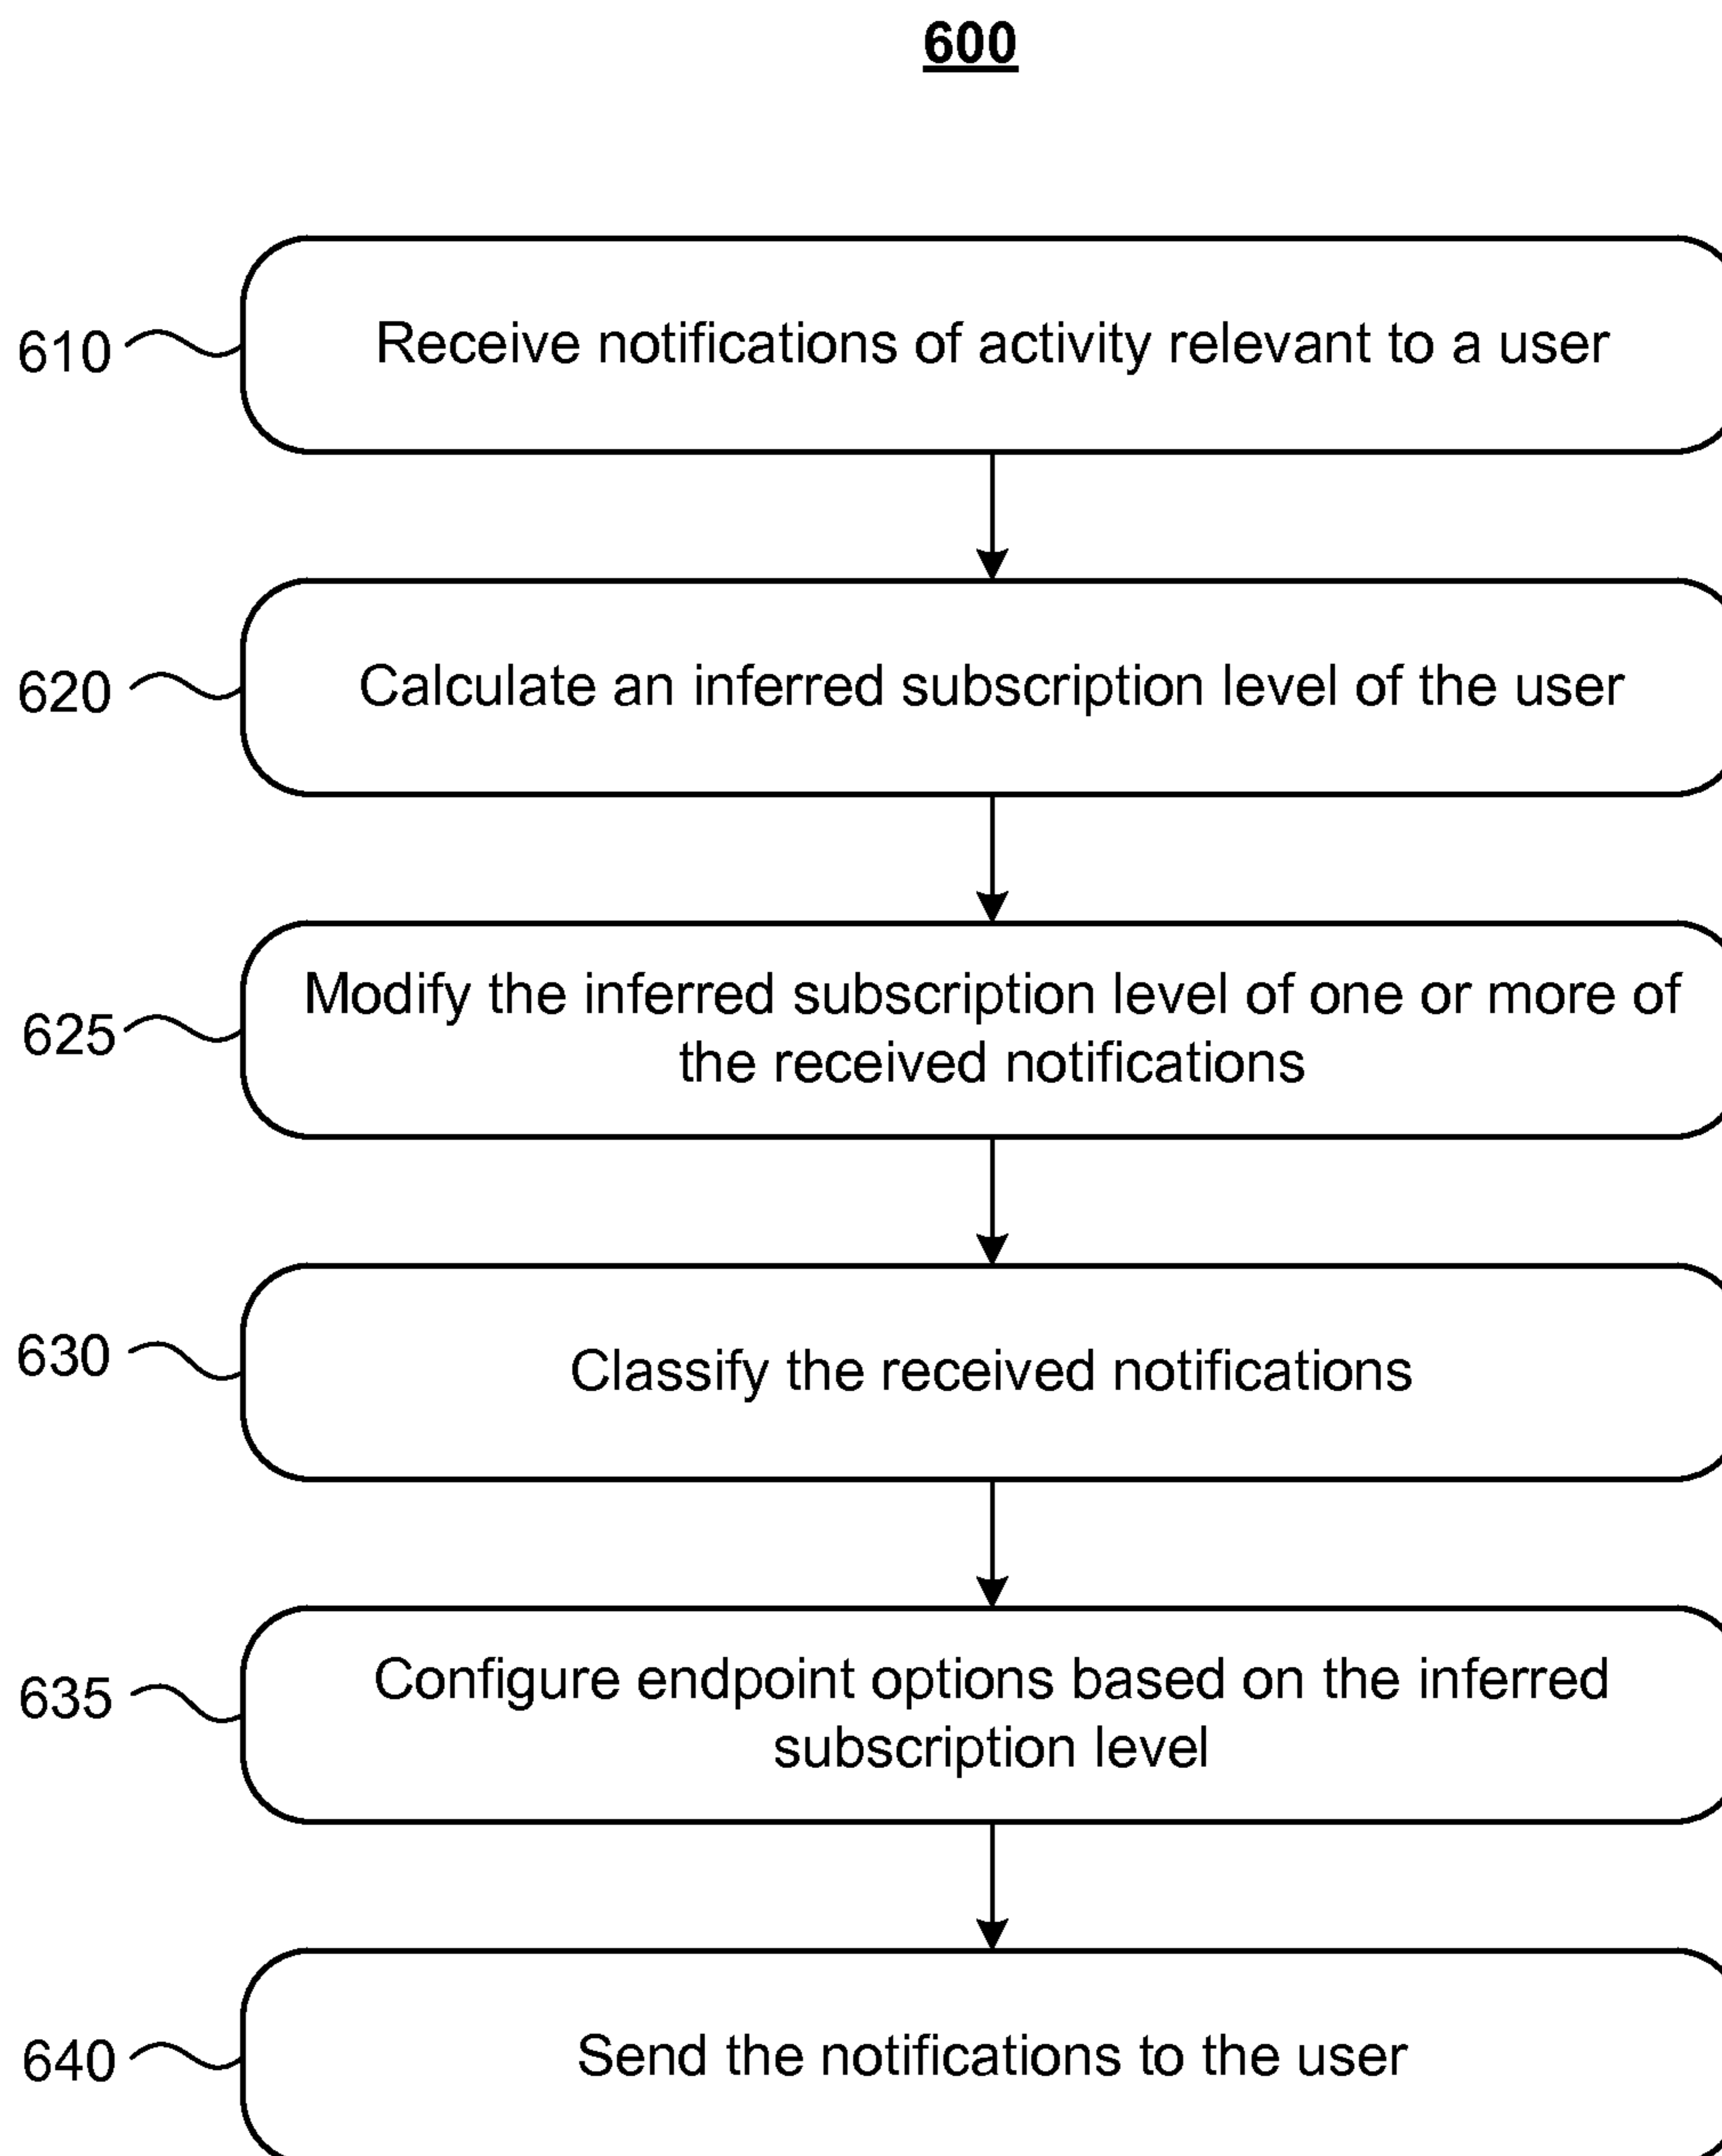 600
610
Receive notifications of activity relevant to a user
620
Calculate an inferred subscription level of the user
625
Modify the inferred subscription level of one or more of
the received notifications
630
Classify the received notifications
635
Configure endpoint options based on the inferred
subscription level
640
Send the notifications to the user